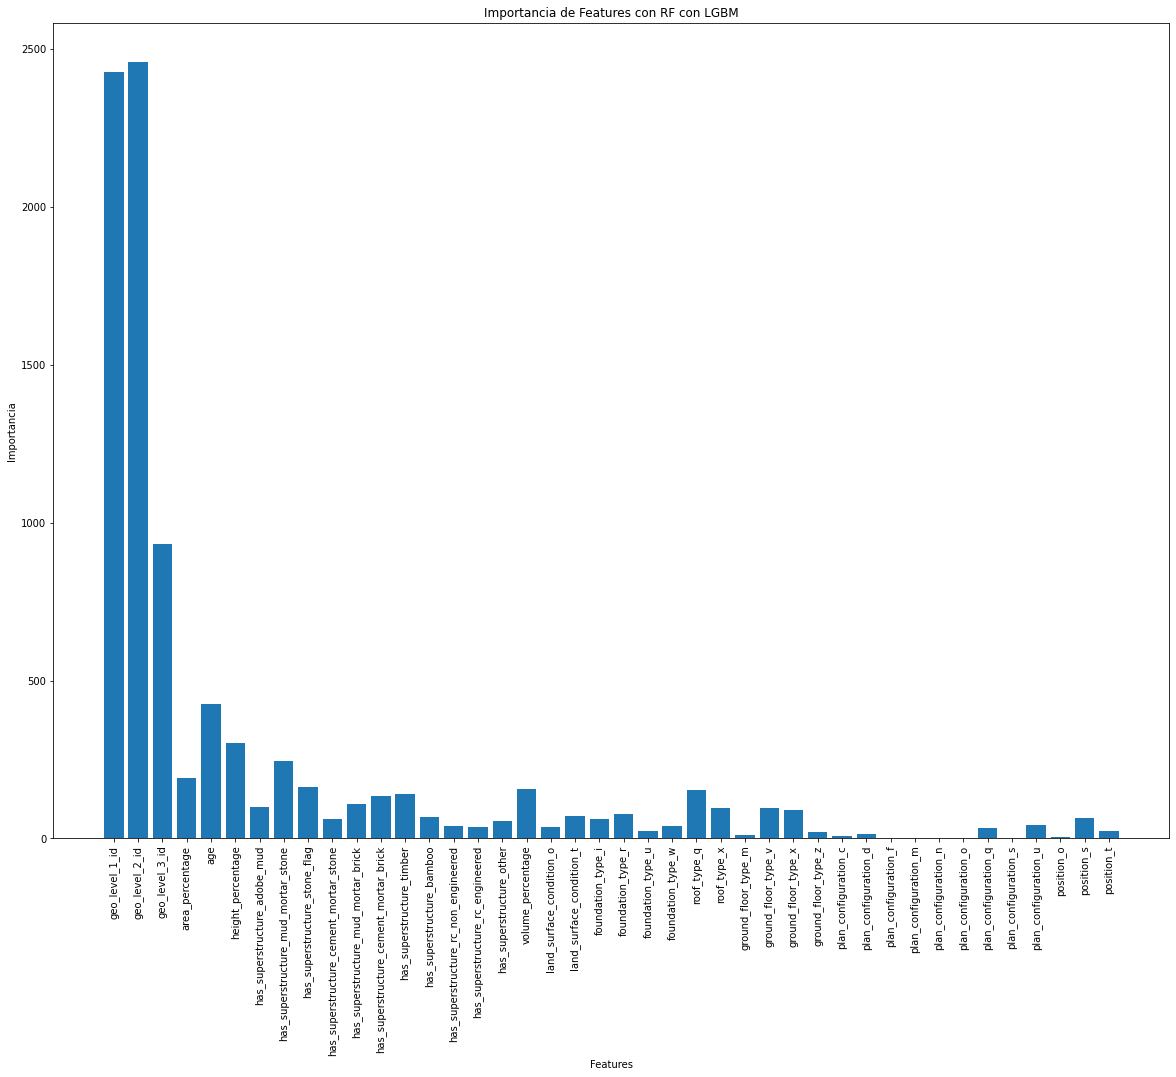 Importancia de Features con RF con LGBM
Importancia
2500
2000
1500
1000
500
0
geo_level_1_id
geo_level_2_id
geo_level_3_id
area_percentage
age
height_percentage
has_superstructure_adobe_mud
has_superstructure_mud_mortar_stone
has_superstructure_stone_flag
has_superstructure_cement_mortar_stone
has_superstructure_mud_mortar_brick
has_superstructure_cement_mortar_brick
has_superstructure_timber
has_superstructure_bamboo
has_superstructure_rc_non_engineered
has_superstructure_rc_engineered
has_superstructure_other
volume_percentage
land_surface_condition_o
land_surface_condition_t
foundation_type_i
foundation_type_r
foundation_type_u
foundation_type_w
roof_type_q
roof_type_x
ground_floor_type_m
ground_floor_type_v
ground_floor_type_x
ground_floor_type_z
plan_configuration_c
plan_configuration_d
plan_configuration_f
plan_configuration_m
plan_configuration_n
plan_configuration_o
plan_configuration_q
plan_configuration_s
plan_configuration_u
position_o
position_s
position_t
Features